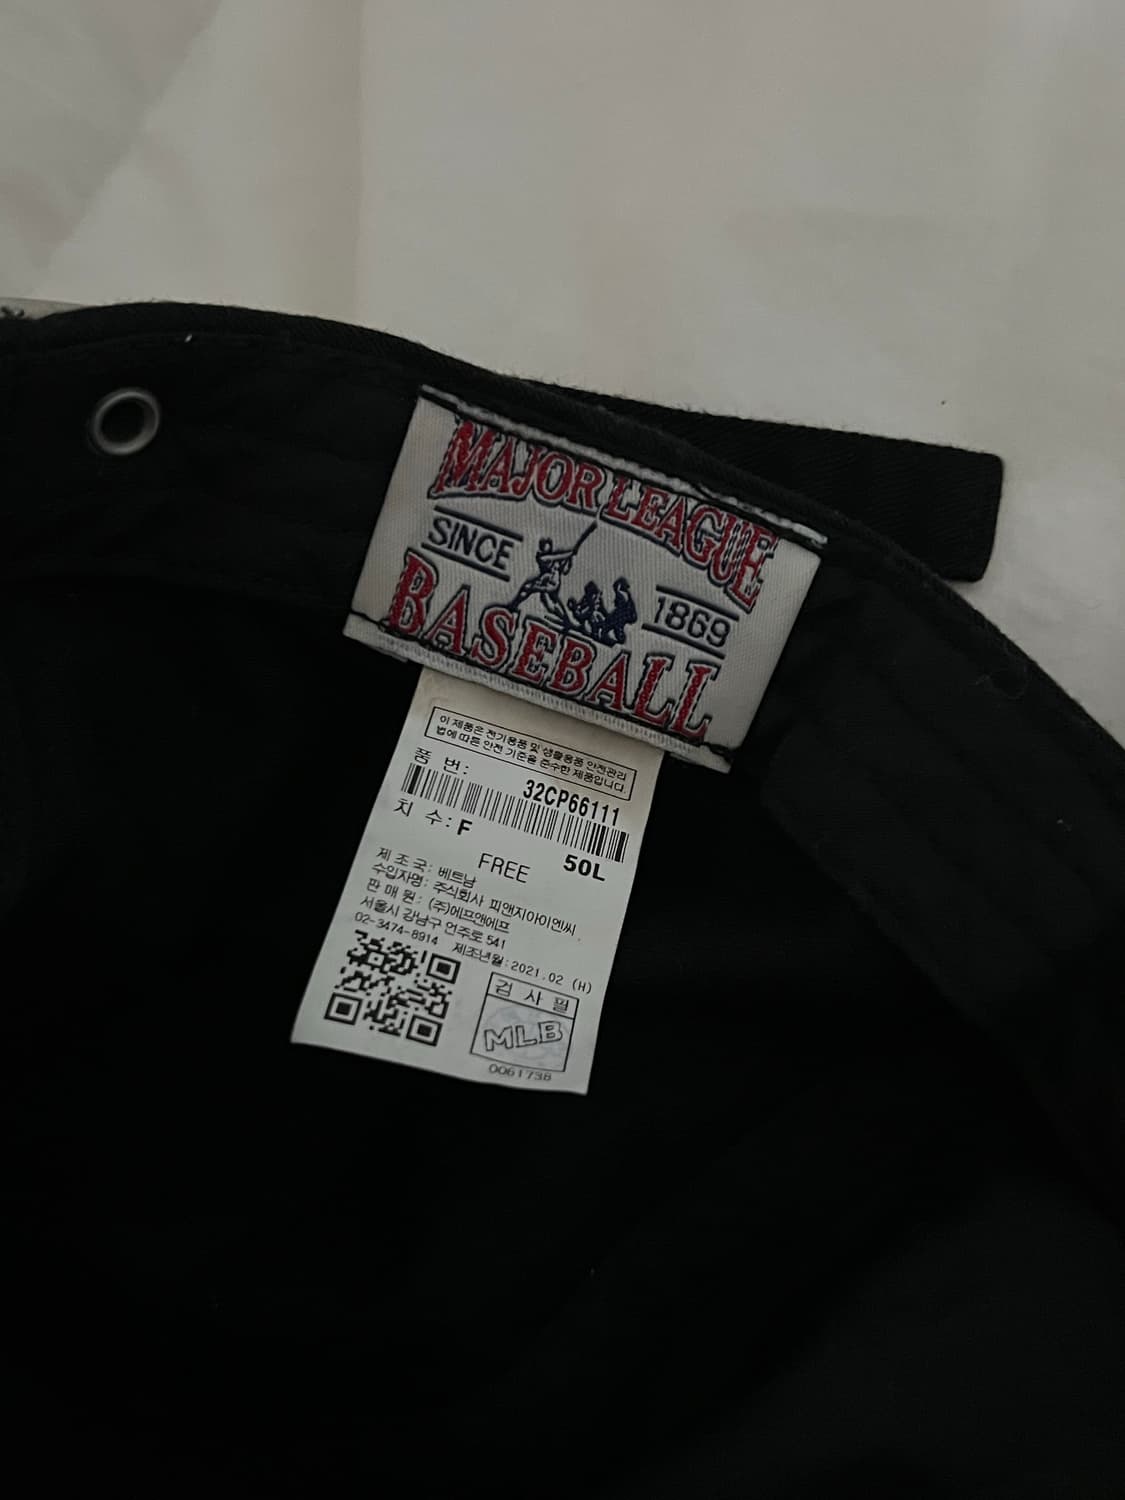 MAJOR LEAGUE
SINCE 1869
BASEBALL
이 제품은 전기용품 및 생활용품 안전관리
법에 따른 안전 기준을 준수한 제품입니다.
품 번:
32CP66111
치 수: F
FREE 50L
제 조 국: 베트남
수입자명: 주식회사 피앤지아이엔씨
판 매 원: (주)에프앤에프
서울시 강남구 언주로 541
02-3474-8914 제조년월: 2021.02 (H)
검 사 필
MLB
0061738